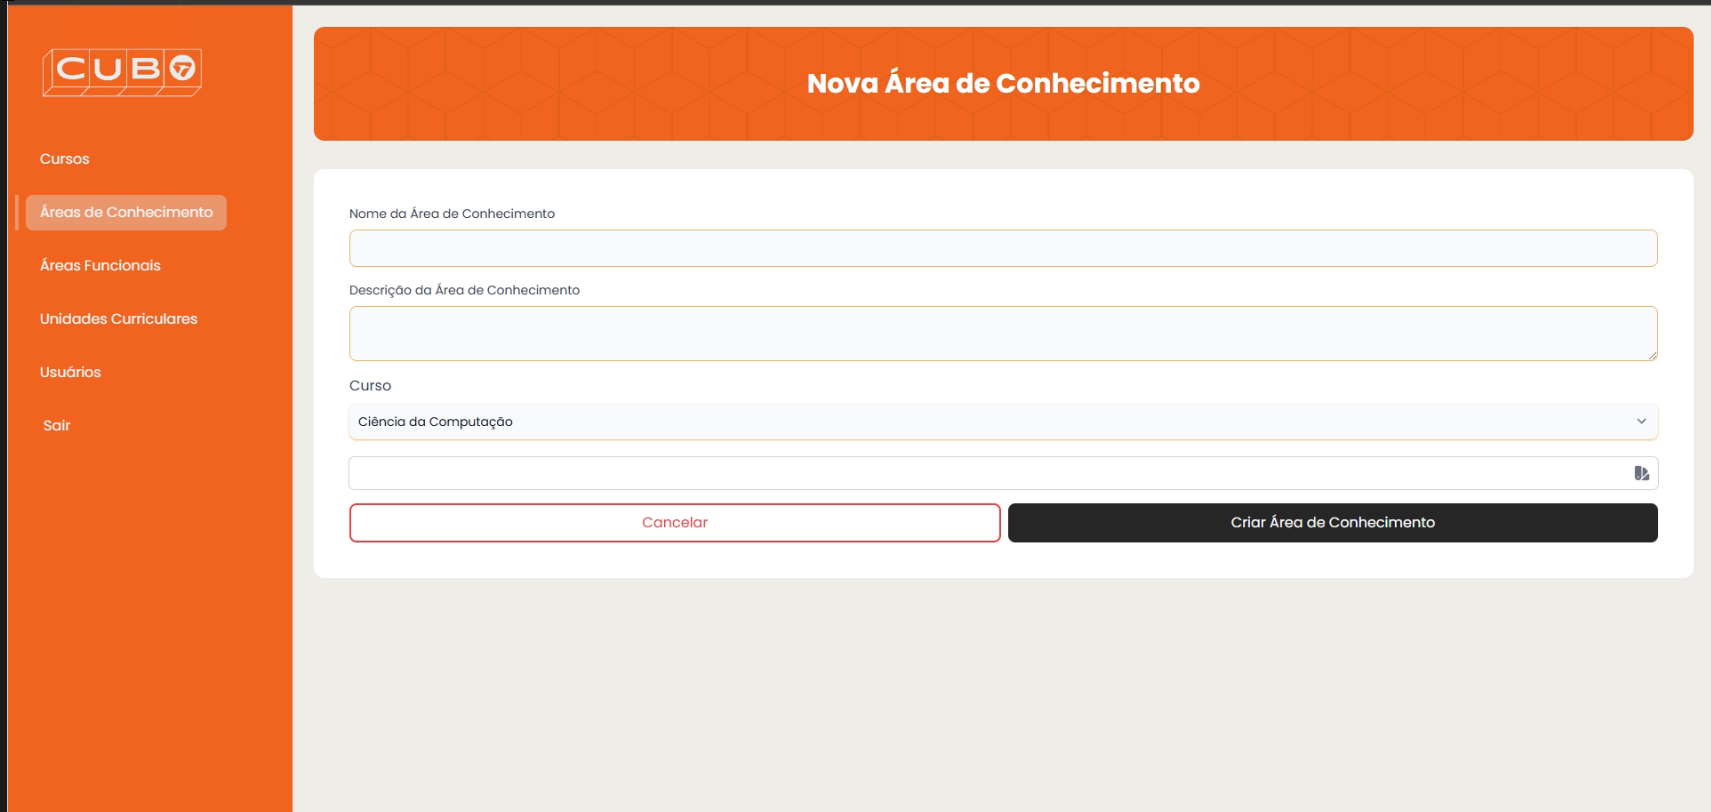 CUBO
Cursos
Áreas de Conhecimento
Áreas Funcionais
Unidades Curriculares
Usuários
Sair
Nova Área de Conhecimento
Nome da Área de Conhecimento
Descrição da Área de Conhecimento
Curso
Ciência da Computação
Cancelar
Criar Área de Conhecimento